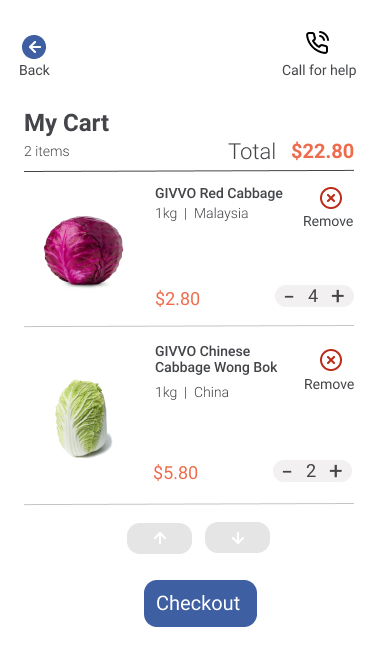 Back
Call for help
My Cart
2 items
Total $22.80
GIVVO Red Cabbage
1kg | Malaysia
Remove
$2.80
- 4 +
GIVVO Chinese
Cabbage Wong Bok
1kg | China
Remove
$5.80
- 2 +
Checkout